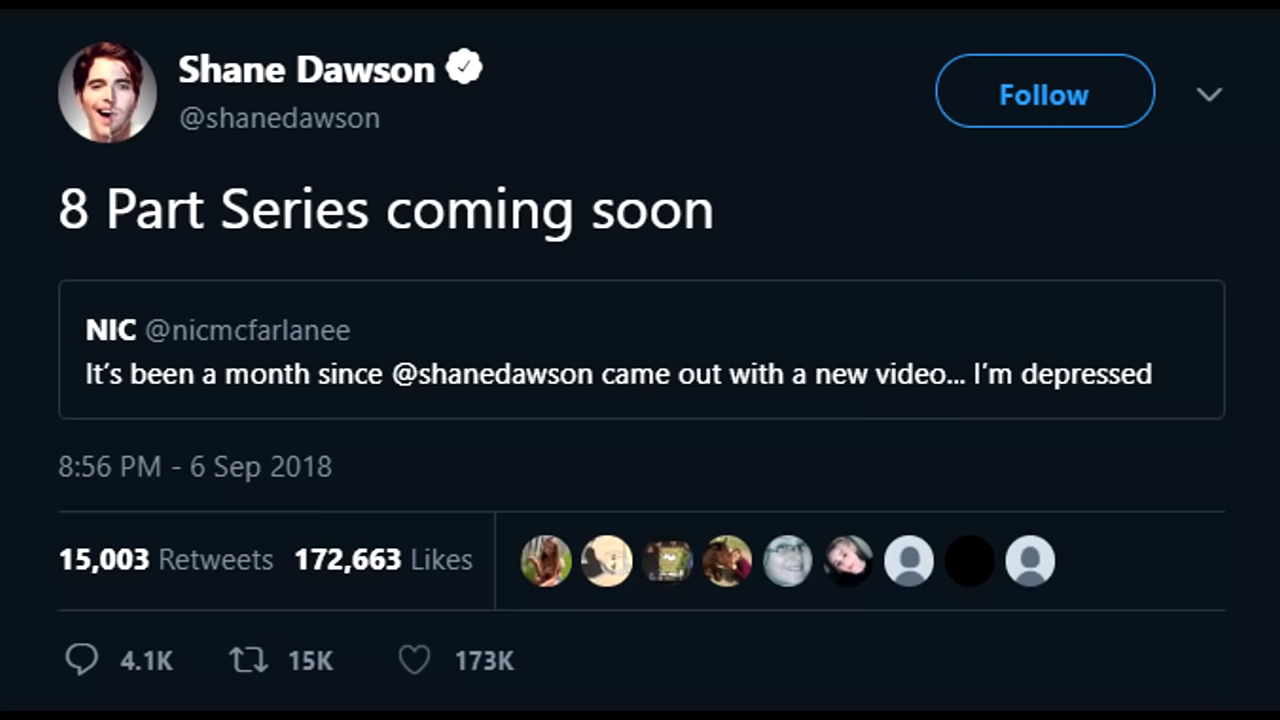 Shane Dawson
@shanedawson
Follow
8 Part Series coming soon
NIC @nicmcfarlanee
It's been a month since @shanedawson came out with a new video... I'm depressed
8:56 PM - 6 Sep 2018
15,003 Retweets 172,663 Likes
4.1K 15K 173K